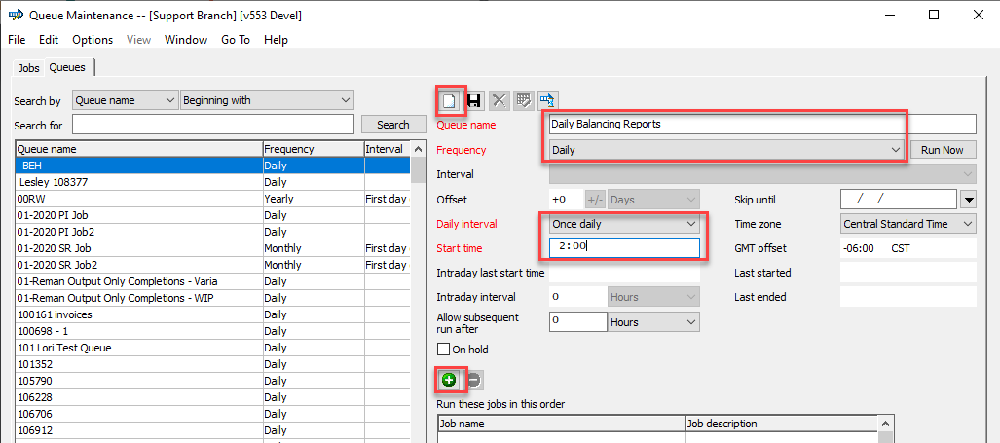 Queue Maintenance -- [Support Branch] [v553 Devel]
File Edit Options View Window Go To Help
Jobs Queues
Search by Queue name Beginning with
Search for Search
Queue name Frequency Interval
BEH Daily
Lesley 108377 Daily
00RW Yearly First day
01-2020 PI Job Daily
01-2020 PI Job2 Daily
01-2020 SR Job Monthly First day
01-2020 SR Job2 Monthly First day
01-Reman Output Only Completions - Varia Daily
01-Reman Output Only Completions - WIP Daily
100161 invoices Daily
100698 - 1 Daily
101 Lori Test Queue Daily
101352 Daily
105790 Daily
106228 Daily
106706 Daily
106912 Daily
Queue name Daily Balancing Reports
Frequency Daily Run Now
Interval
Offset +0 +/- Days Skip until / /
Daily interval Once daily Time zone Central Standard Time
Start time 2:00 GMT offset -06:00 CST
Intraday last start time Last started
Intraday interval 0 Hours Last ended
Allow subsequent
run after 0 Hours
On hold
Run these jobs in this order
Job name Job description